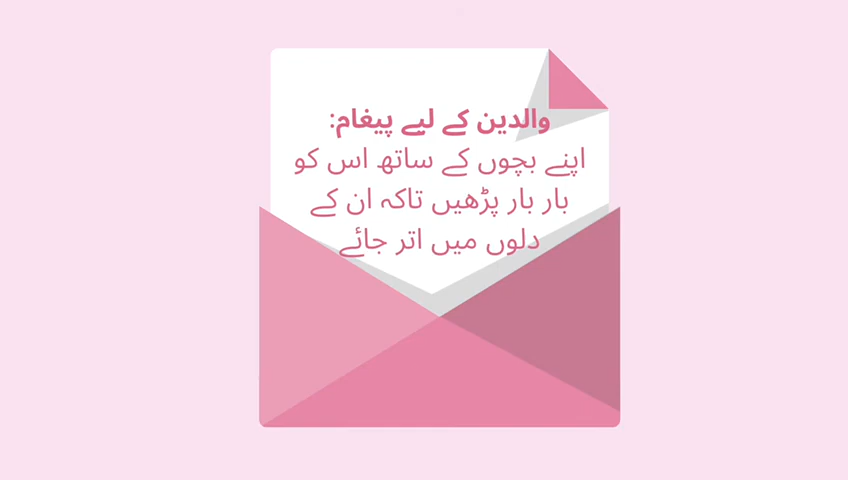 والدین کے لیے پیغام:
اپنے بچوں کے ساتھ اس کو
بار بار پڑھیں تاکہ ان کے
دلوں میں اتر جائے